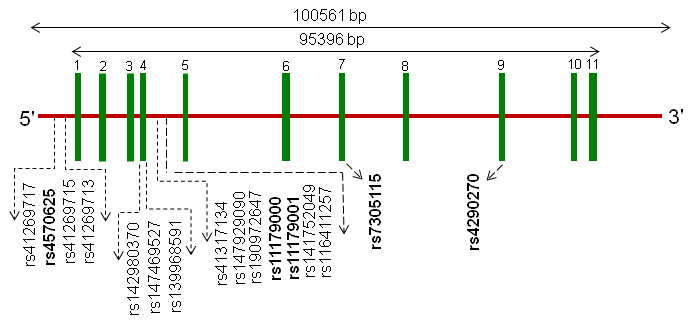 100561 bp
95396 bp
1 2 3 4 5 6 7 8 9 10 11
5' 3'
rs41269717
rs4570625
rs41269715
rs41269713
rs142980370
rs147469527
rs139968591
rs41317134
rs147929090
rs190972647
rs11179000
rs11179001
rs141752049
rs116411257
rs7305115
rs4290270